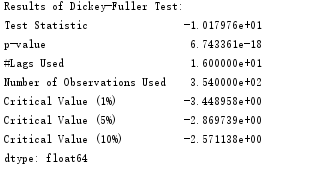 Results of Dickey-Fuller Test:
Test Statistic -1.017976e+01
p-value 6.743361e-18
#Lags Used 1.600000e+01
Number of Observations Used 3.540000e+02
Critical Value (1%) -3.448958e+00
Critical Value (5%) -2.869739e+00
Critical Value (10%) -2.571138e+00
dtype: float64